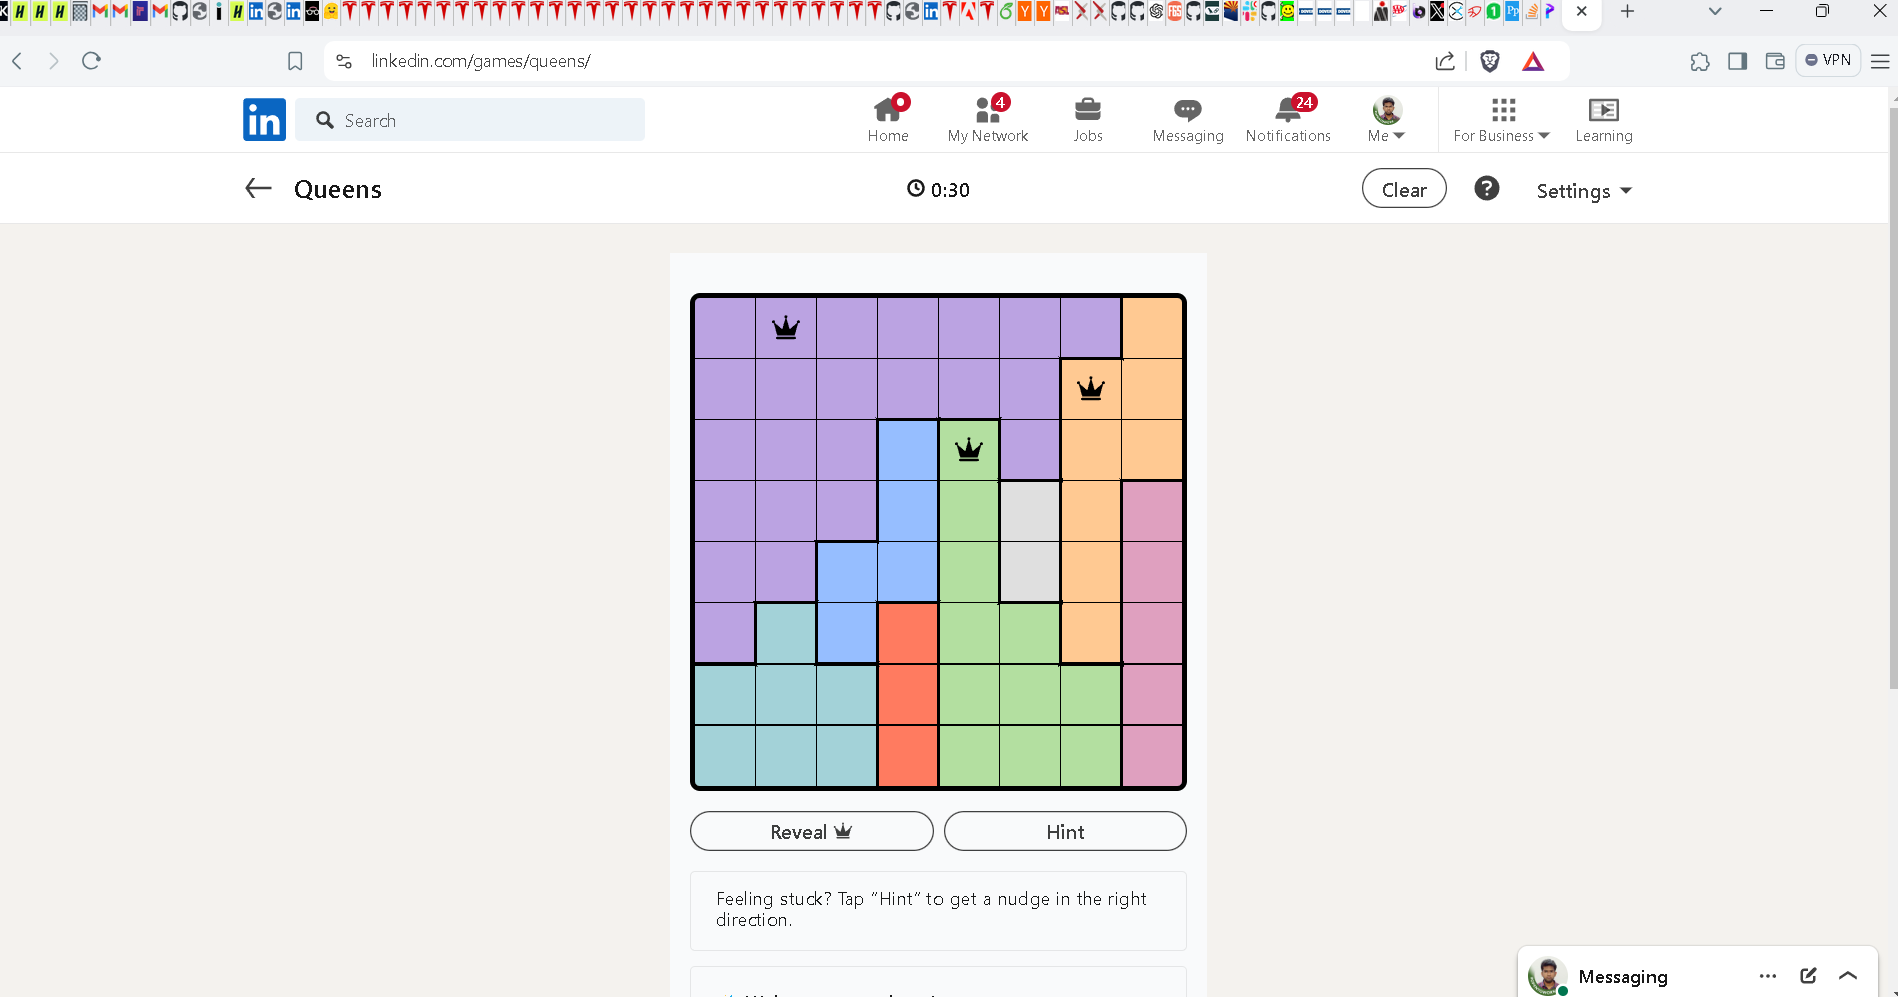 linkedin.com/games/queens/
VPN
in
Search
4
24
Home
My Network
Jobs
Messaging
Notifications
Me
For Business
Learning
Queens
0:30
Clear
?
Settings
Reveal
Hint
Feeling stuck? Tap "Hint" to get a nudge in the right
direction.
Messaging